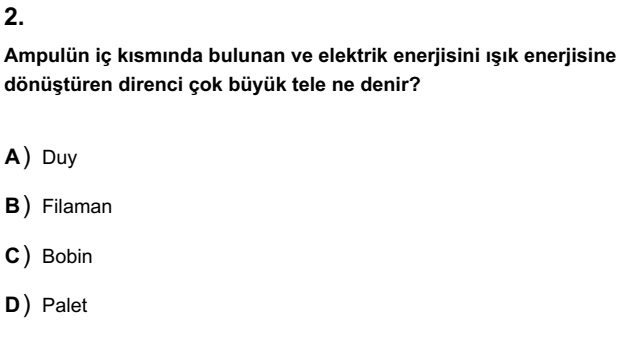 2.
Ampulün iç kısmında bulunan ve elektrik enerjisini ışık enerjisine
dönüştüren direnci çok büyük tele ne denir?
A) Duy
B) Filaman
C) Bobin
D) Palet